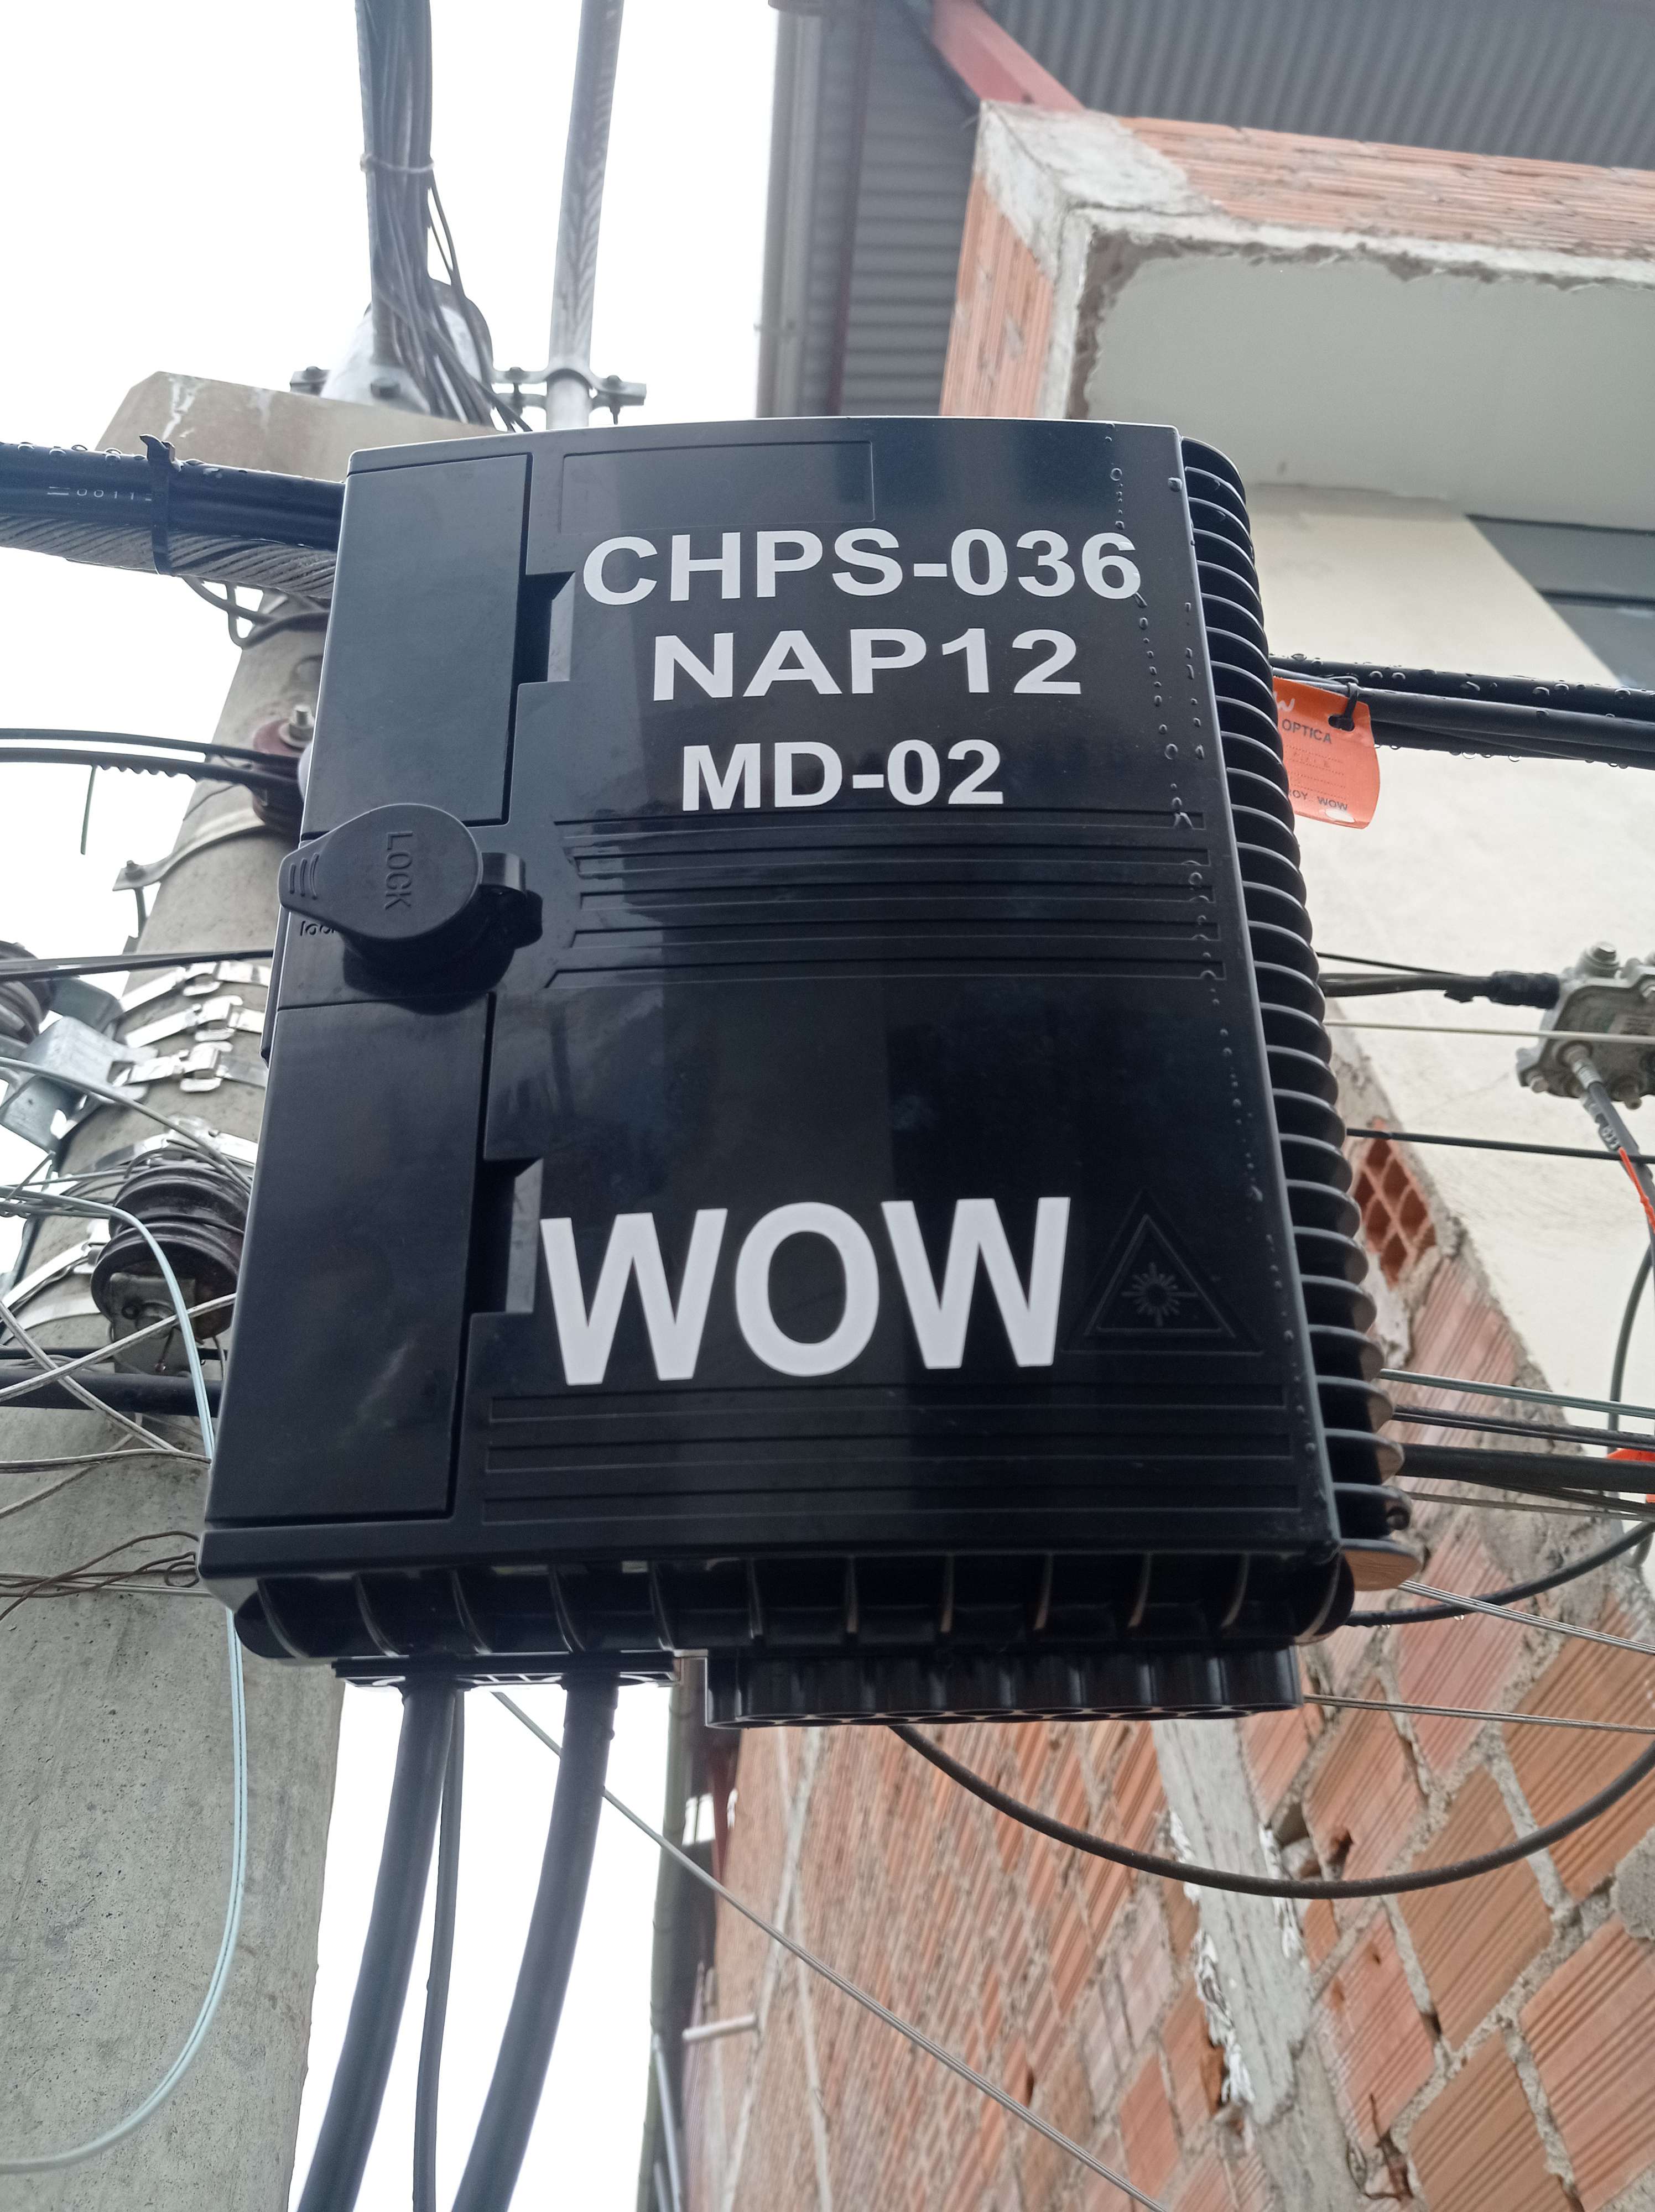 CHPS-036
NAP12
MD-02
LOCK
WOW
OPTICA
WOW